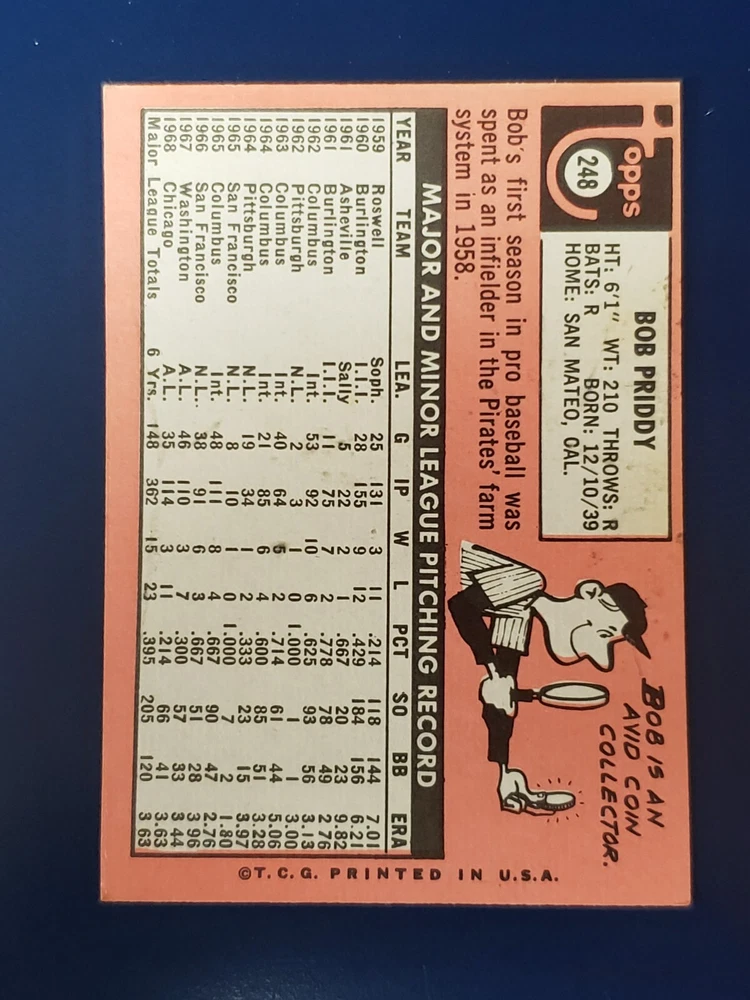 Topps
248
BOB PRIDDY
HT: 6'1" WT: 210 THROWS: R
BATS: R BORN: 12/10/39
HOME: SAN MATEO, CAL.
Bob's first season in pro baseball was
spent as an infielder in the Pirates' farm
system in 1958.
BOB IS AN
AVID COIN
COLLECTOR.
MAJOR AND MINOR LEAGUE PITCHING RECORD
YEAR TEAM LEA. G IP W L PCT SO BB ERA
1959 Roswell Soph. 25 131 3 11 .214 118 144 7.01
1960 Burlington I.I.I. 28 155 9 12 .429 184 156 6.21
1961 Asheville Sally 5 22 2 1 .667 20 23 9.82
1961 Burlington I.I.I. 11 75 7 2 .778 78 49 2.76
1962 Columbus Int. 53 92 10 6 .625 93 56 3.13
1962 Pittsburgh N.L. 2 3 1 0 1.000 1 1 3.00
1963 Columbus Int. 40 64 5 2 .714 61 44 5.06
1964 Columbus Int. 21 85 6 4 .600 85 51 3.28
1964 Pittsburgh N.L. 19 34 1 2 .333 23 15 3.97
1965 San Francisco N.L. 8 10 1 0 1.000 7 2 1.80
1965 Columbus Int. 48 111 8 4 .667 90 47 2.76
1966 San Francisco N.L. 38 91 6 3 .667 51 28 3.96
1967 Washington A.L. 46 110 3 7 .300 57 33 3.44
1968 Chicago A.L. 35 114 3 11 .214 66 41 3.63
Major League Totals 6 Yrs. 148 362 15 23 .395 205 120 3.63
©T.C.G. PRINTED IN U.S.A.